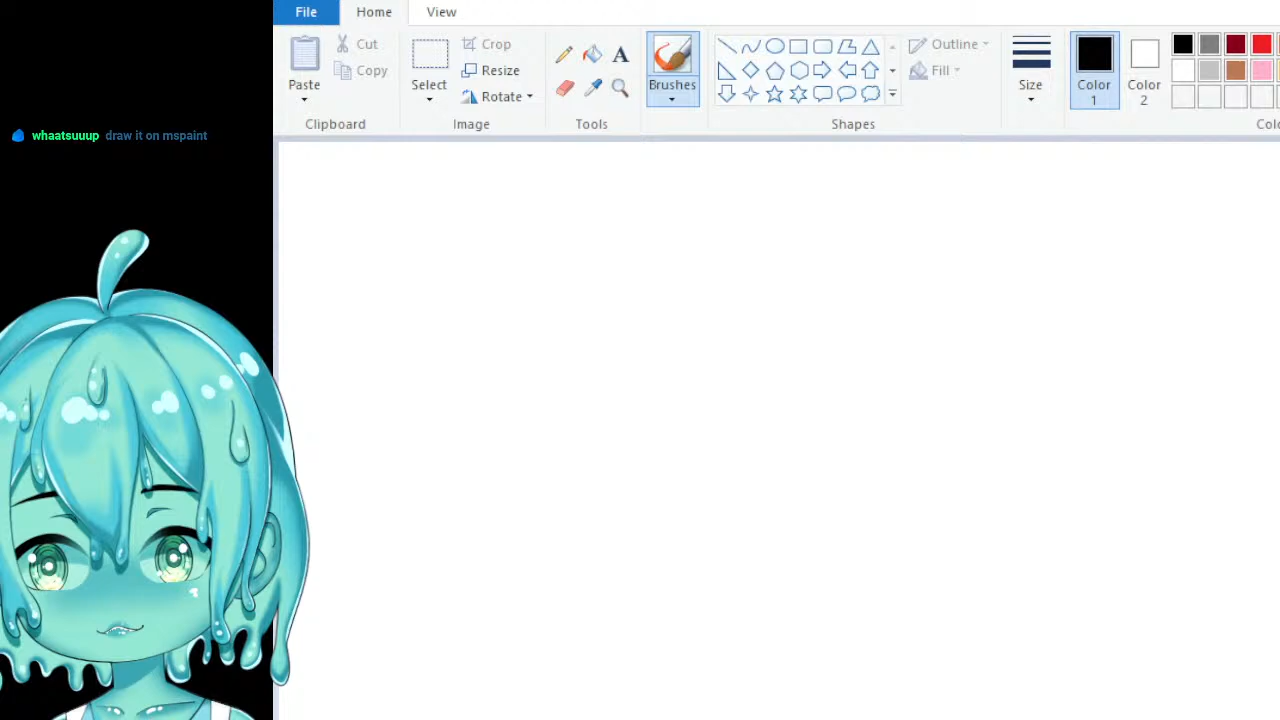 File Home View
Paste
Cut
Copy
Clipboard
Select
Crop
Resize
Rotate
Image
A
Tools
Brushes
Outline
Fill
Shapes
Size
Color
1
Color
2
Colo
whaatsuuup draw it on mspaint